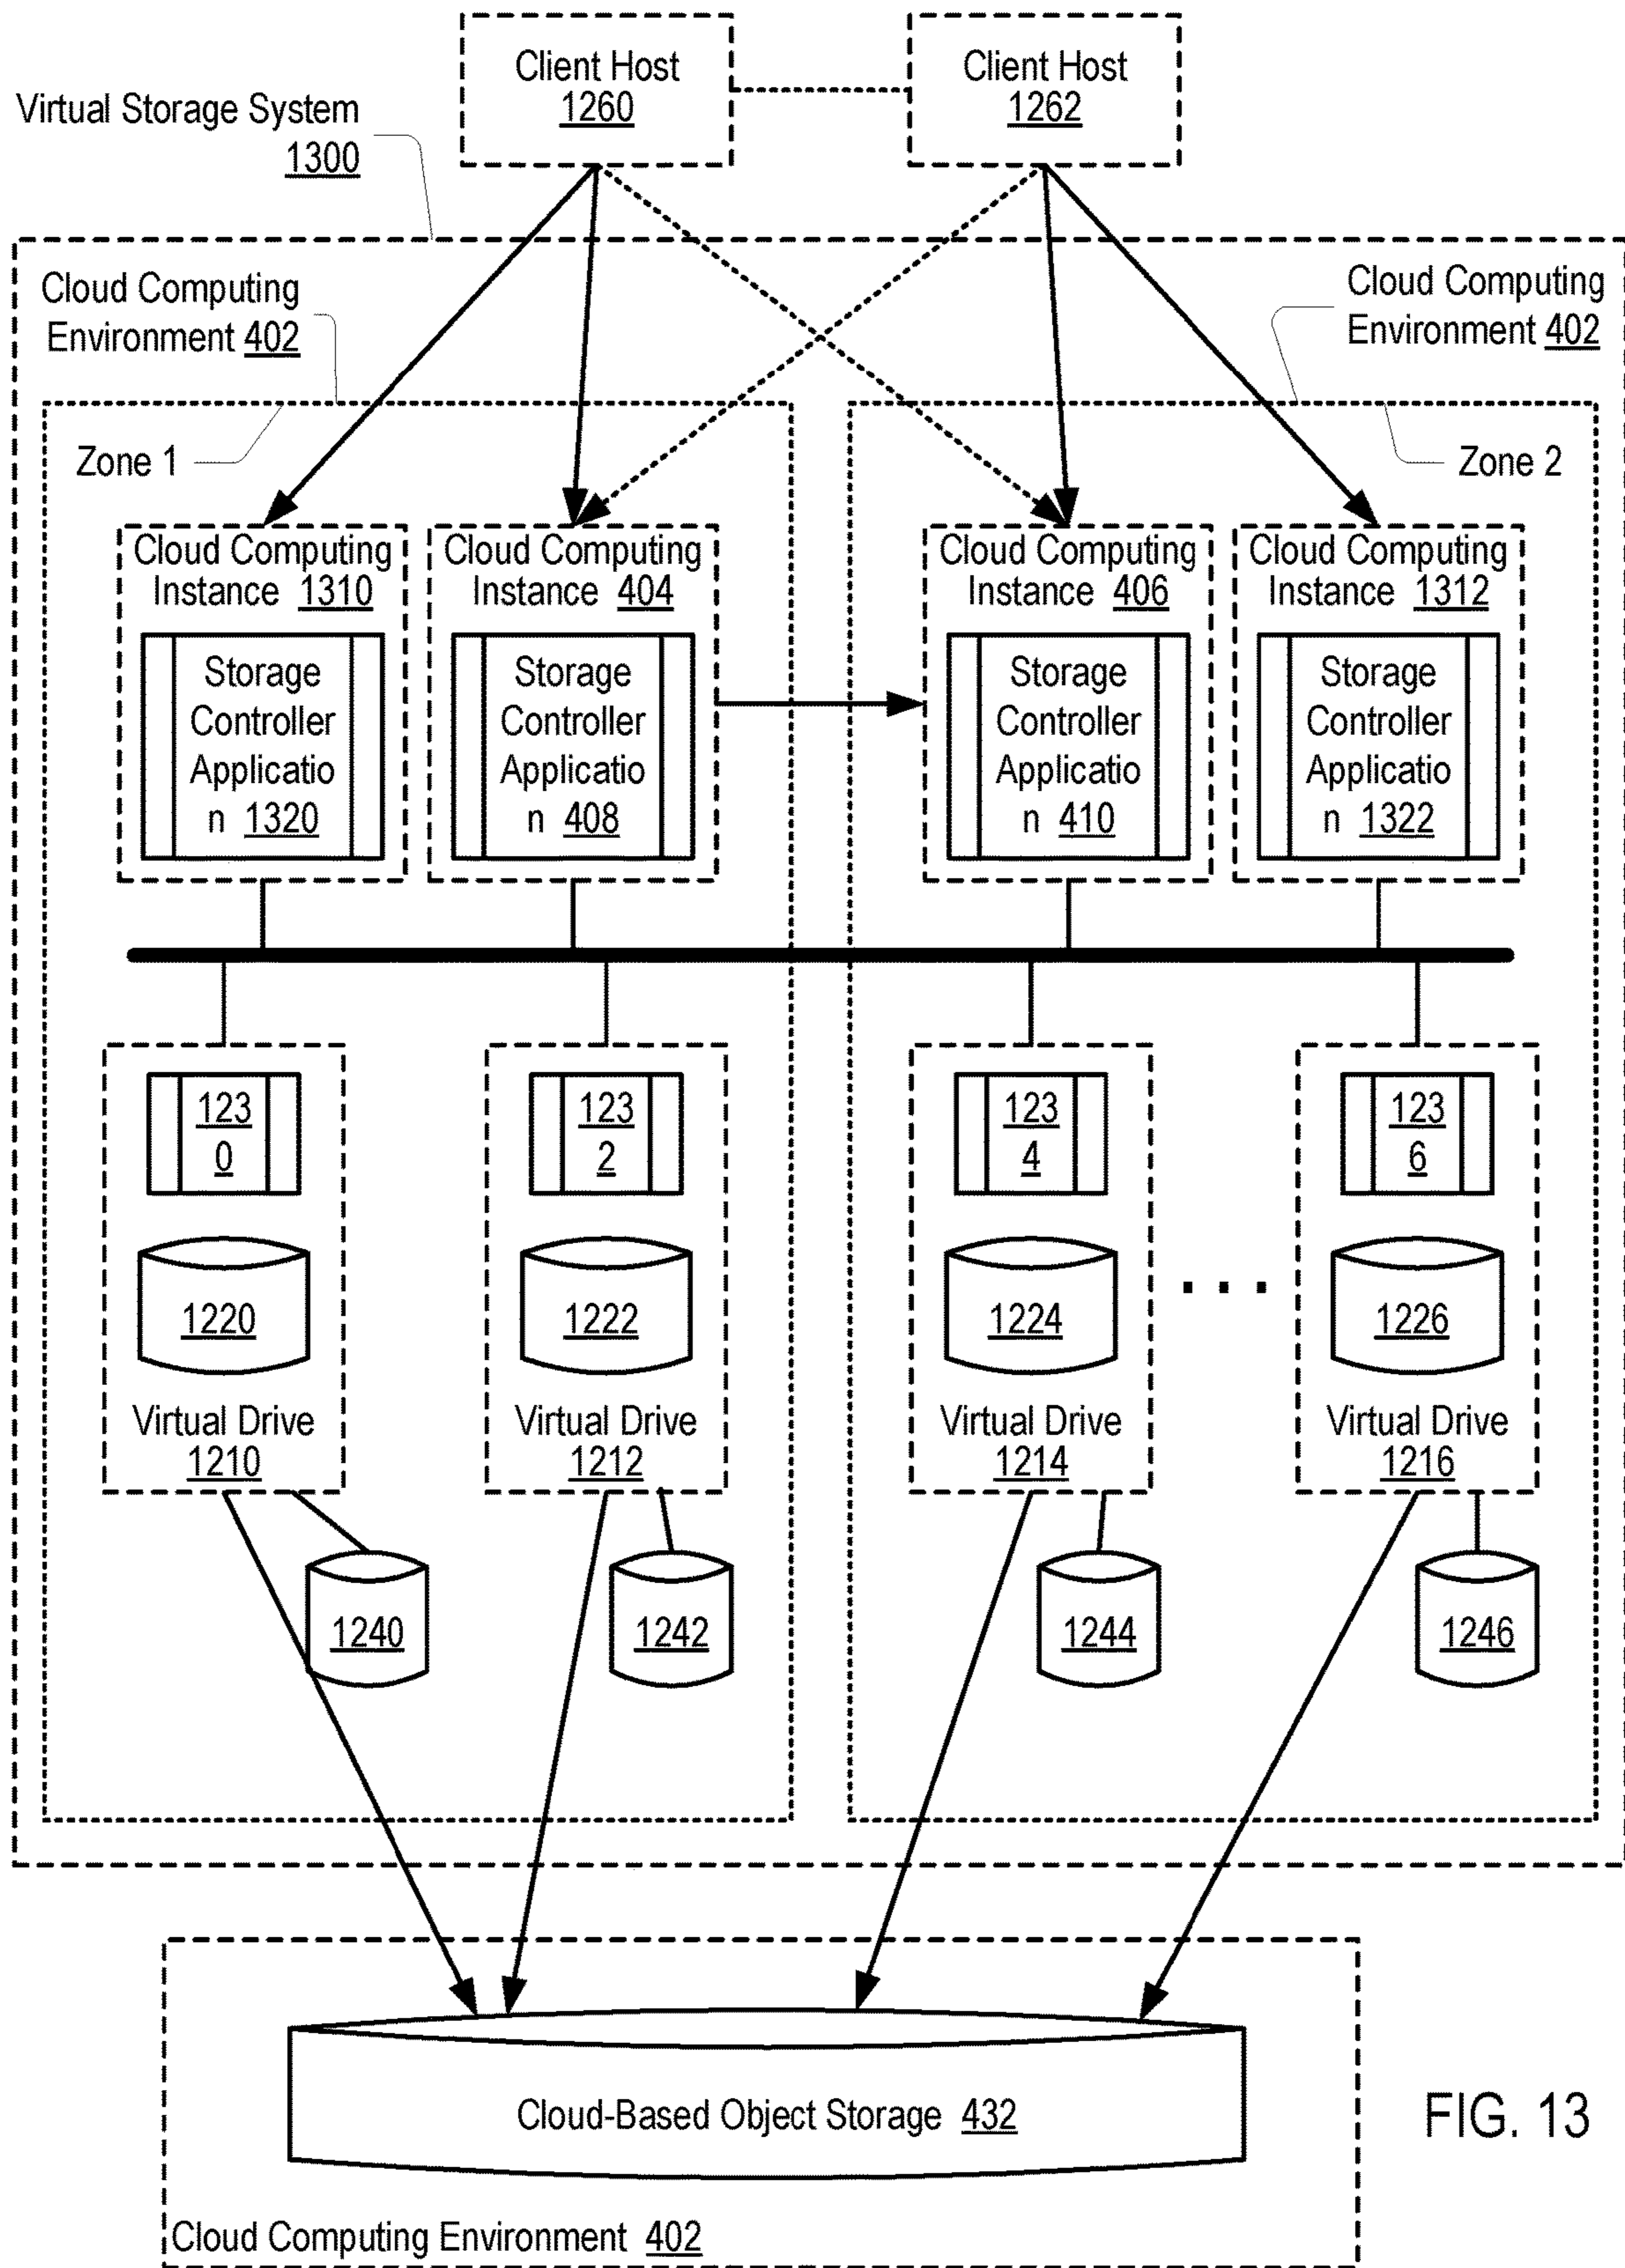 Client Host
1260
Client Host
1262
Virtual Storage System
1300
Cloud Computing
Environment 402
Cloud Computing
Environment 402
Zone 1
Zone 2
Cloud Computing
Instance 1310
Storage
Controller
Applicatio
n 1320
Cloud Computing
Instance 404
Storage
Controller
Applicatio
n 408
Cloud Computing
Instance 406
Storage
Controller
Applicatio
n 410
Cloud Computing
Instance 1312
Storage
Controller
Applicatio
n 1322
123
0
1220
Virtual Drive
1210
123
2
1222
Virtual Drive
1212
123
4
1224
Virtual Drive
1214
. . .
123
6
1226
Virtual Drive
1216
1240
1242
1244
1246
Cloud-Based Object Storage 432
Cloud Computing Environment 402
FIG. 13